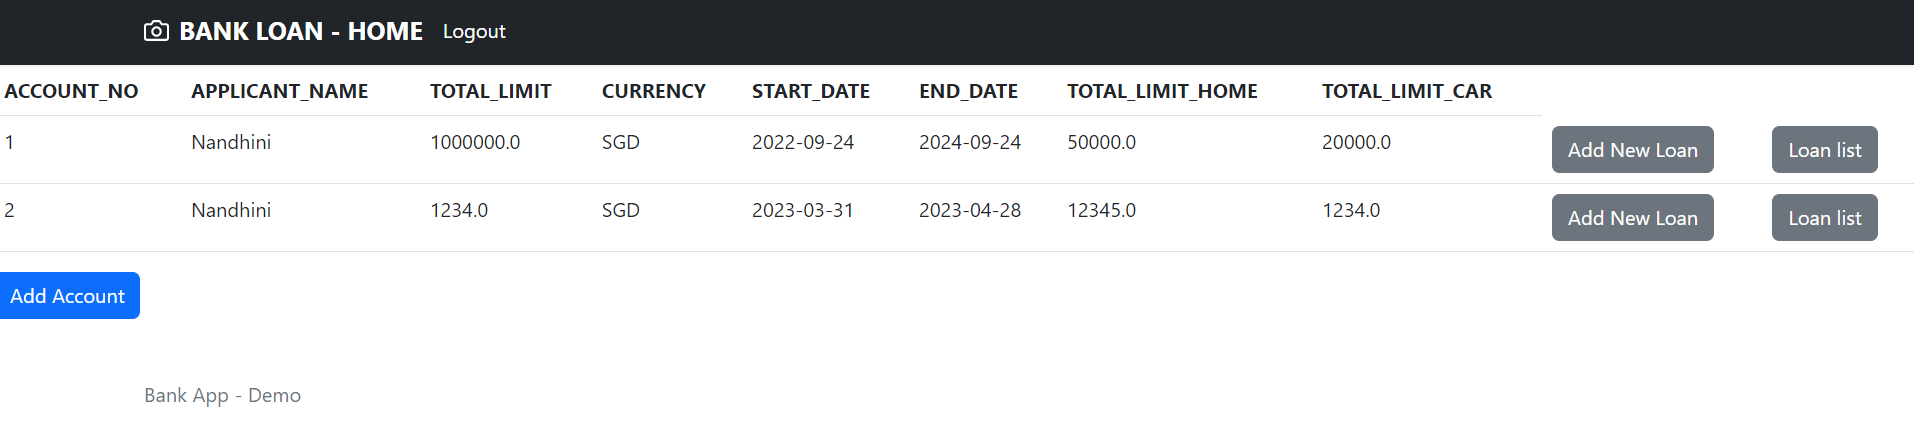 BANK LOAN - HOME Logout
ACCOUNT_NO APPLICANT_NAME TOTAL_LIMIT CURRENCY START_DATE END_DATE TOTAL_LIMIT_HOME TOTAL_LIMIT_CAR
1 Nandhini 1000000.0 SGD 2022-09-24 2024-09-24 50000.0 20000.0 Add New Loan Loan list
2 Nandhini 1234.0 SGD 2023-03-31 2023-04-28 12345.0 1234.0 Add New Loan Loan list
Add Account
Bank App - Demo